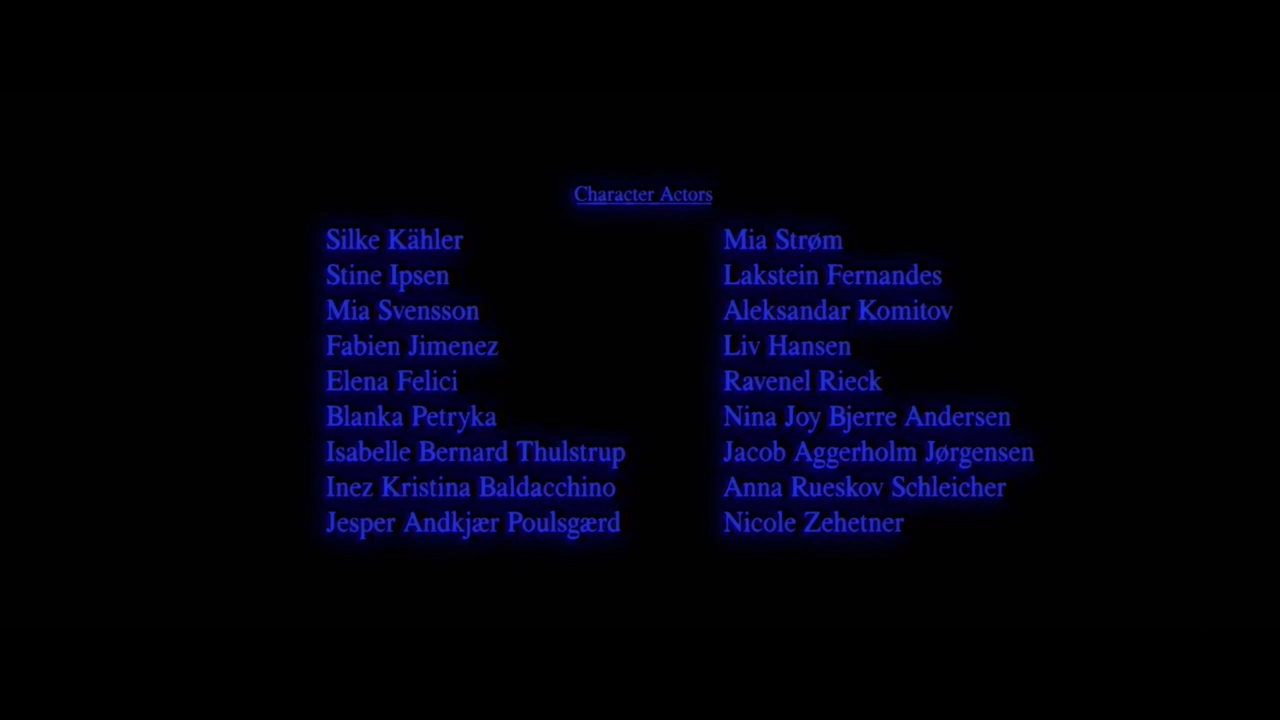 Character Actors
Silke Kähler
Stine Ipsen
Mia Svensson
Fabien Jimenez
Elena Felici
Blanka Petryka
Isabelle Bernard Thulstrup
Inez Kristina Baldacchino
Jesper Andkjær Poulsgærd
Mia Strøm
Lakstein Fernandes
Aleksandar Komitov
Liv Hansen
Ravenel Rieck
Nina Joy Bjerre Andersen
Jacob Aggerholm Jørgensen
Anna Rueskov Schleicher
Nicole Zehetner